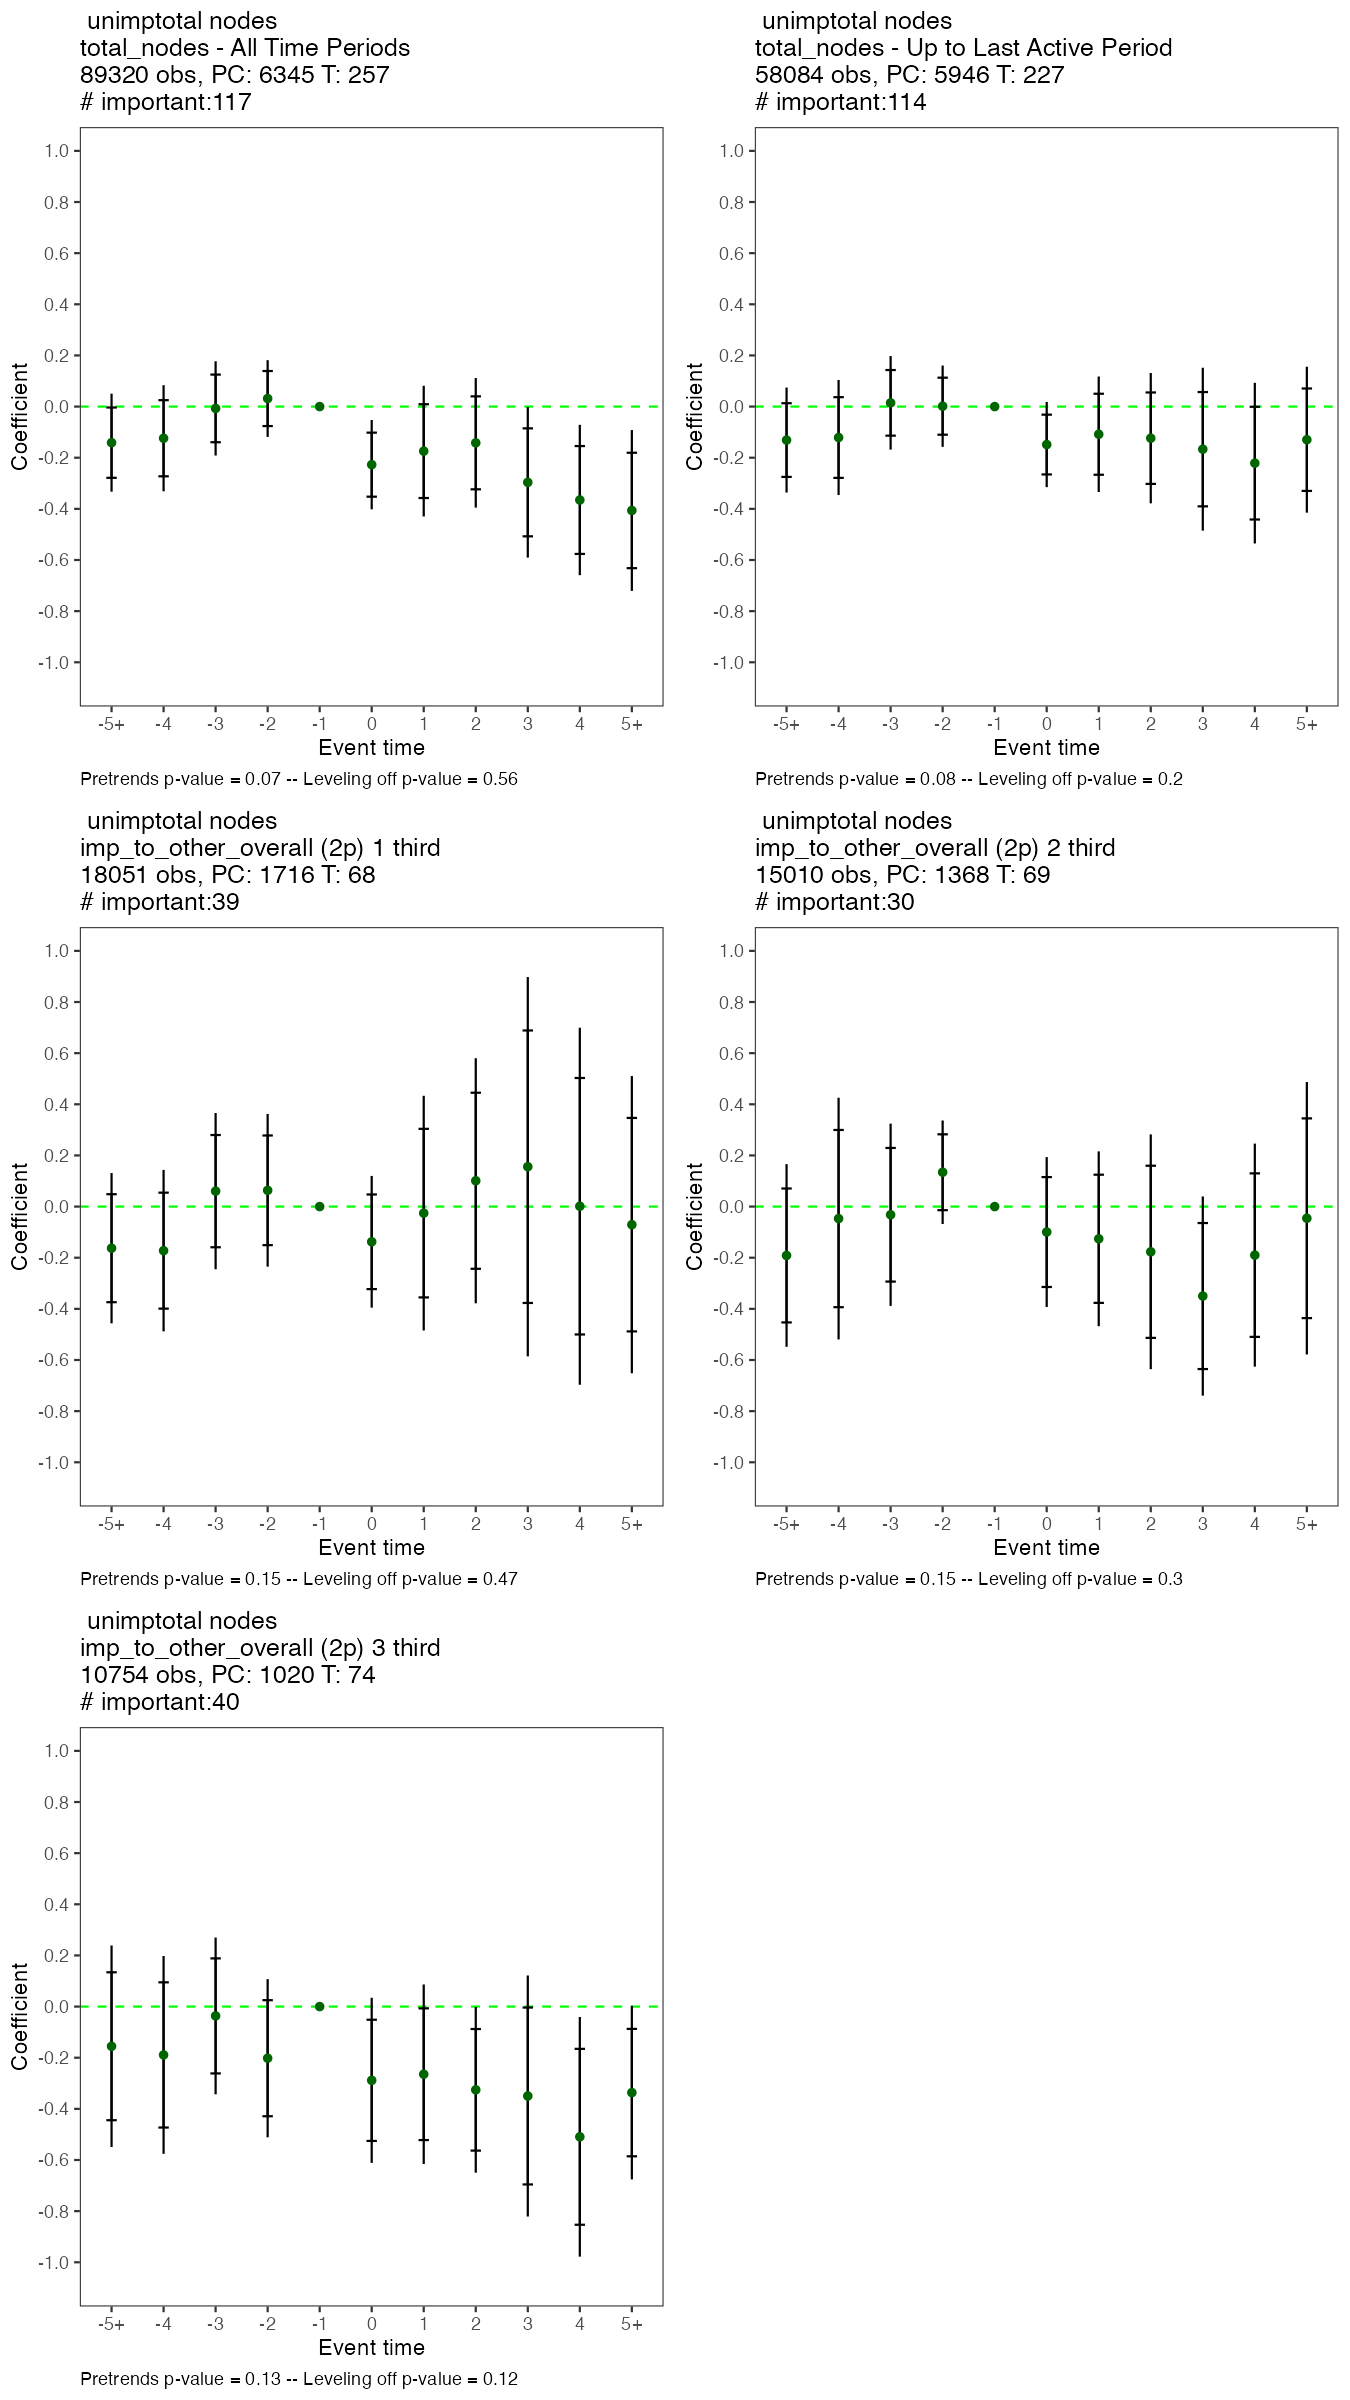 unimptotal nodes
total_nodes - All Time Periods
89320 obs, PC: 6345 T: 257
# important:117
1.0
0.8
0.6
0.4
0.2
0.0
-0.2
-0.4
-0.6
-0.8
-1.0
Coefficient
-5+ -4 -3 -2 -1 0 1 2 3 4 5+
Event time
Pretrends p-value = 0.07 -- Leveling off p-value = 0.56
unimptotal nodes
total_nodes - Up to Last Active Period
58084 obs, PC: 5946 T: 227
# important:114
1.0
0.8
0.6
0.4
0.2
0.0
-0.2
-0.4
-0.6
-0.8
-1.0
Coefficient
-5+ -4 -3 -2 -1 0 1 2 3 4 5+
Event time
Pretrends p-value = 0.08 -- Leveling off p-value = 0.2
unimptotal nodes
imp_to_other_overall (2p) 1 third
18051 obs, PC: 1716 T: 68
# important:39
1.0
0.8
0.6
0.4
0.2
0.0
-0.2
-0.4
-0.6
-0.8
-1.0
Coefficient
-5+ -4 -3 -2 -1 0 1 2 3 4 5+
Event time
Pretrends p-value = 0.15 -- Leveling off p-value = 0.47
unimptotal nodes
imp_to_other_overall (2p) 2 third
15010 obs, PC: 1368 T: 69
# important:30
1.0
0.8
0.6
0.4
0.2
0.0
-0.2
-0.4
-0.6
-0.8
-1.0
Coefficient
-5+ -4 -3 -2 -1 0 1 2 3 4 5+
Event time
Pretrends p-value = 0.15 -- Leveling off p-value = 0.3
unimptotal nodes
imp_to_other_overall (2p) 3 third
10754 obs, PC: 1020 T: 74
# important:40
1.0
0.8
0.6
0.4
0.2
0.0
-0.2
-0.4
-0.6
-0.8
-1.0
Coefficient
-5+ -4 -3 -2 -1 0 1 2 3 4 5+
Event time
Pretrends p-value = 0.13 -- Leveling off p-value = 0.12